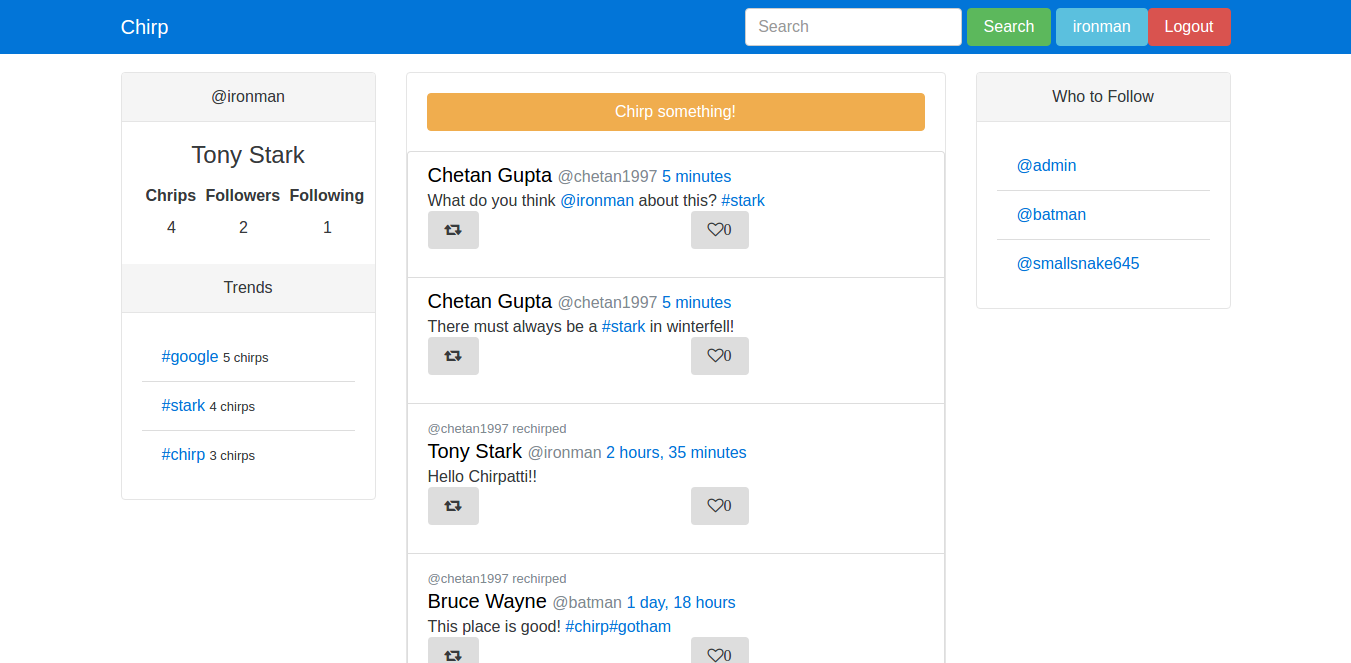 Chirp
Search
Search
ironman
Logout
@ironman
Tony Stark
Chrips Followers Following
4 2 1
Trends
#google 5 chirps
#stark 4 chirps
#chirp 3 chirps
Chirp something!
Chetan Gupta @chetan1997 5 minutes
What do you think @ironman about this? #stark
0
Chetan Gupta @chetan1997 5 minutes
There must always be a #stark in winterfell!
0
@chetan1997 rechirped
Tony Stark @ironman 2 hours, 35 minutes
Hello Chirpatti!!
0
@chetan1997 rechirped
Bruce Wayne @batman 1 day, 18 hours
This place is good! #chirp#gotham
0
Who to Follow
@admin
@batman
@smallsnake645